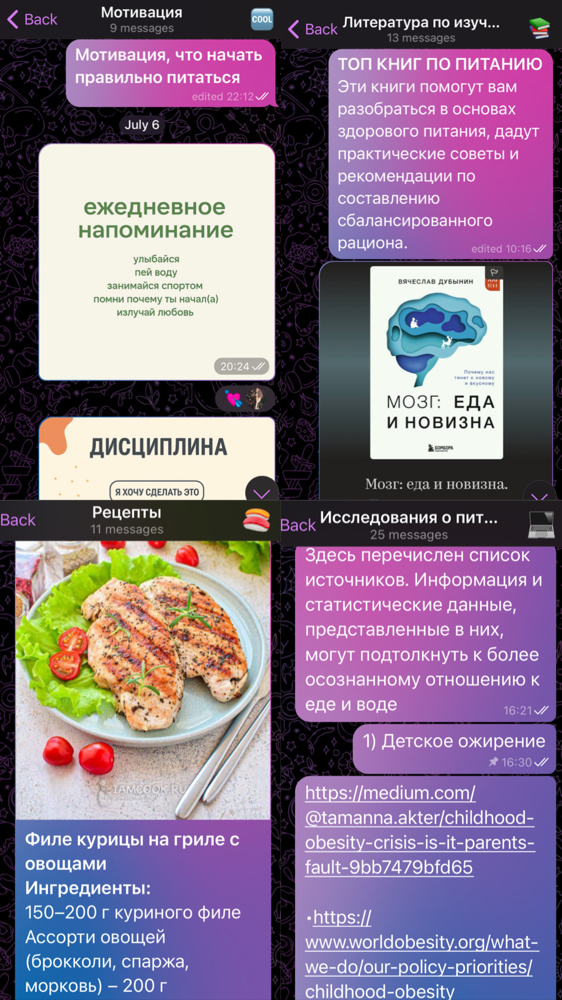 Back
Мотивация
9 messages
COOL
Мотивация, что начать
правильно питаться
edited 22:12
July 6
ежедневное
напоминание
улыбайся
пей воду
занимайся спортом
помни почему ты начал(а)
излучай любовь
20:24
ДИСЦИПЛИНА
Я ХОЧУ СДЕЛАТЬ ЭТО
Back
Литература по изуч...
13 messages
ТОП КНИГ ПО ПИТАНИЮ
Эти книги помогут вам
разобраться в основах
здорового питания, дадут
практические советы и
рекомендации по
составлению
сбалансированного
рациона.
edited 10:16
ВЯЧЕСЛАВ ДУБЫНИН
ВЕКА
Почему нас
тянет к новому
и вкусному
МОЗГ: ЕДА
И НОВИЗНА
БОМБОРА
Мозг: еда и новизна.
Back
Рецепты
11 messages
IAMCOOK.RU
Филе курицы на гриле с
овощами
Ингредиенты:
150–200 г куриного филе
Ассорти овощей
(брокколи, спаржа,
морковь) – 200 г
Back
Исследования о пит...
25 messages
Здесь перечислен список
источников. Информация и
статистические данные,
представленные в них,
могут подтолкнуть к более
осознанному отношению к
еде и воде
16:21
1) Детское ожирение
16:30
https://medium.com/
@tamanna.akter/childhood-
obesity-crisis-is-it-parents-
fault-9bb7479bfd65
•https://
www.worldobesity.org/what-
we-do/our-policy-priorities/
childhood-obesity